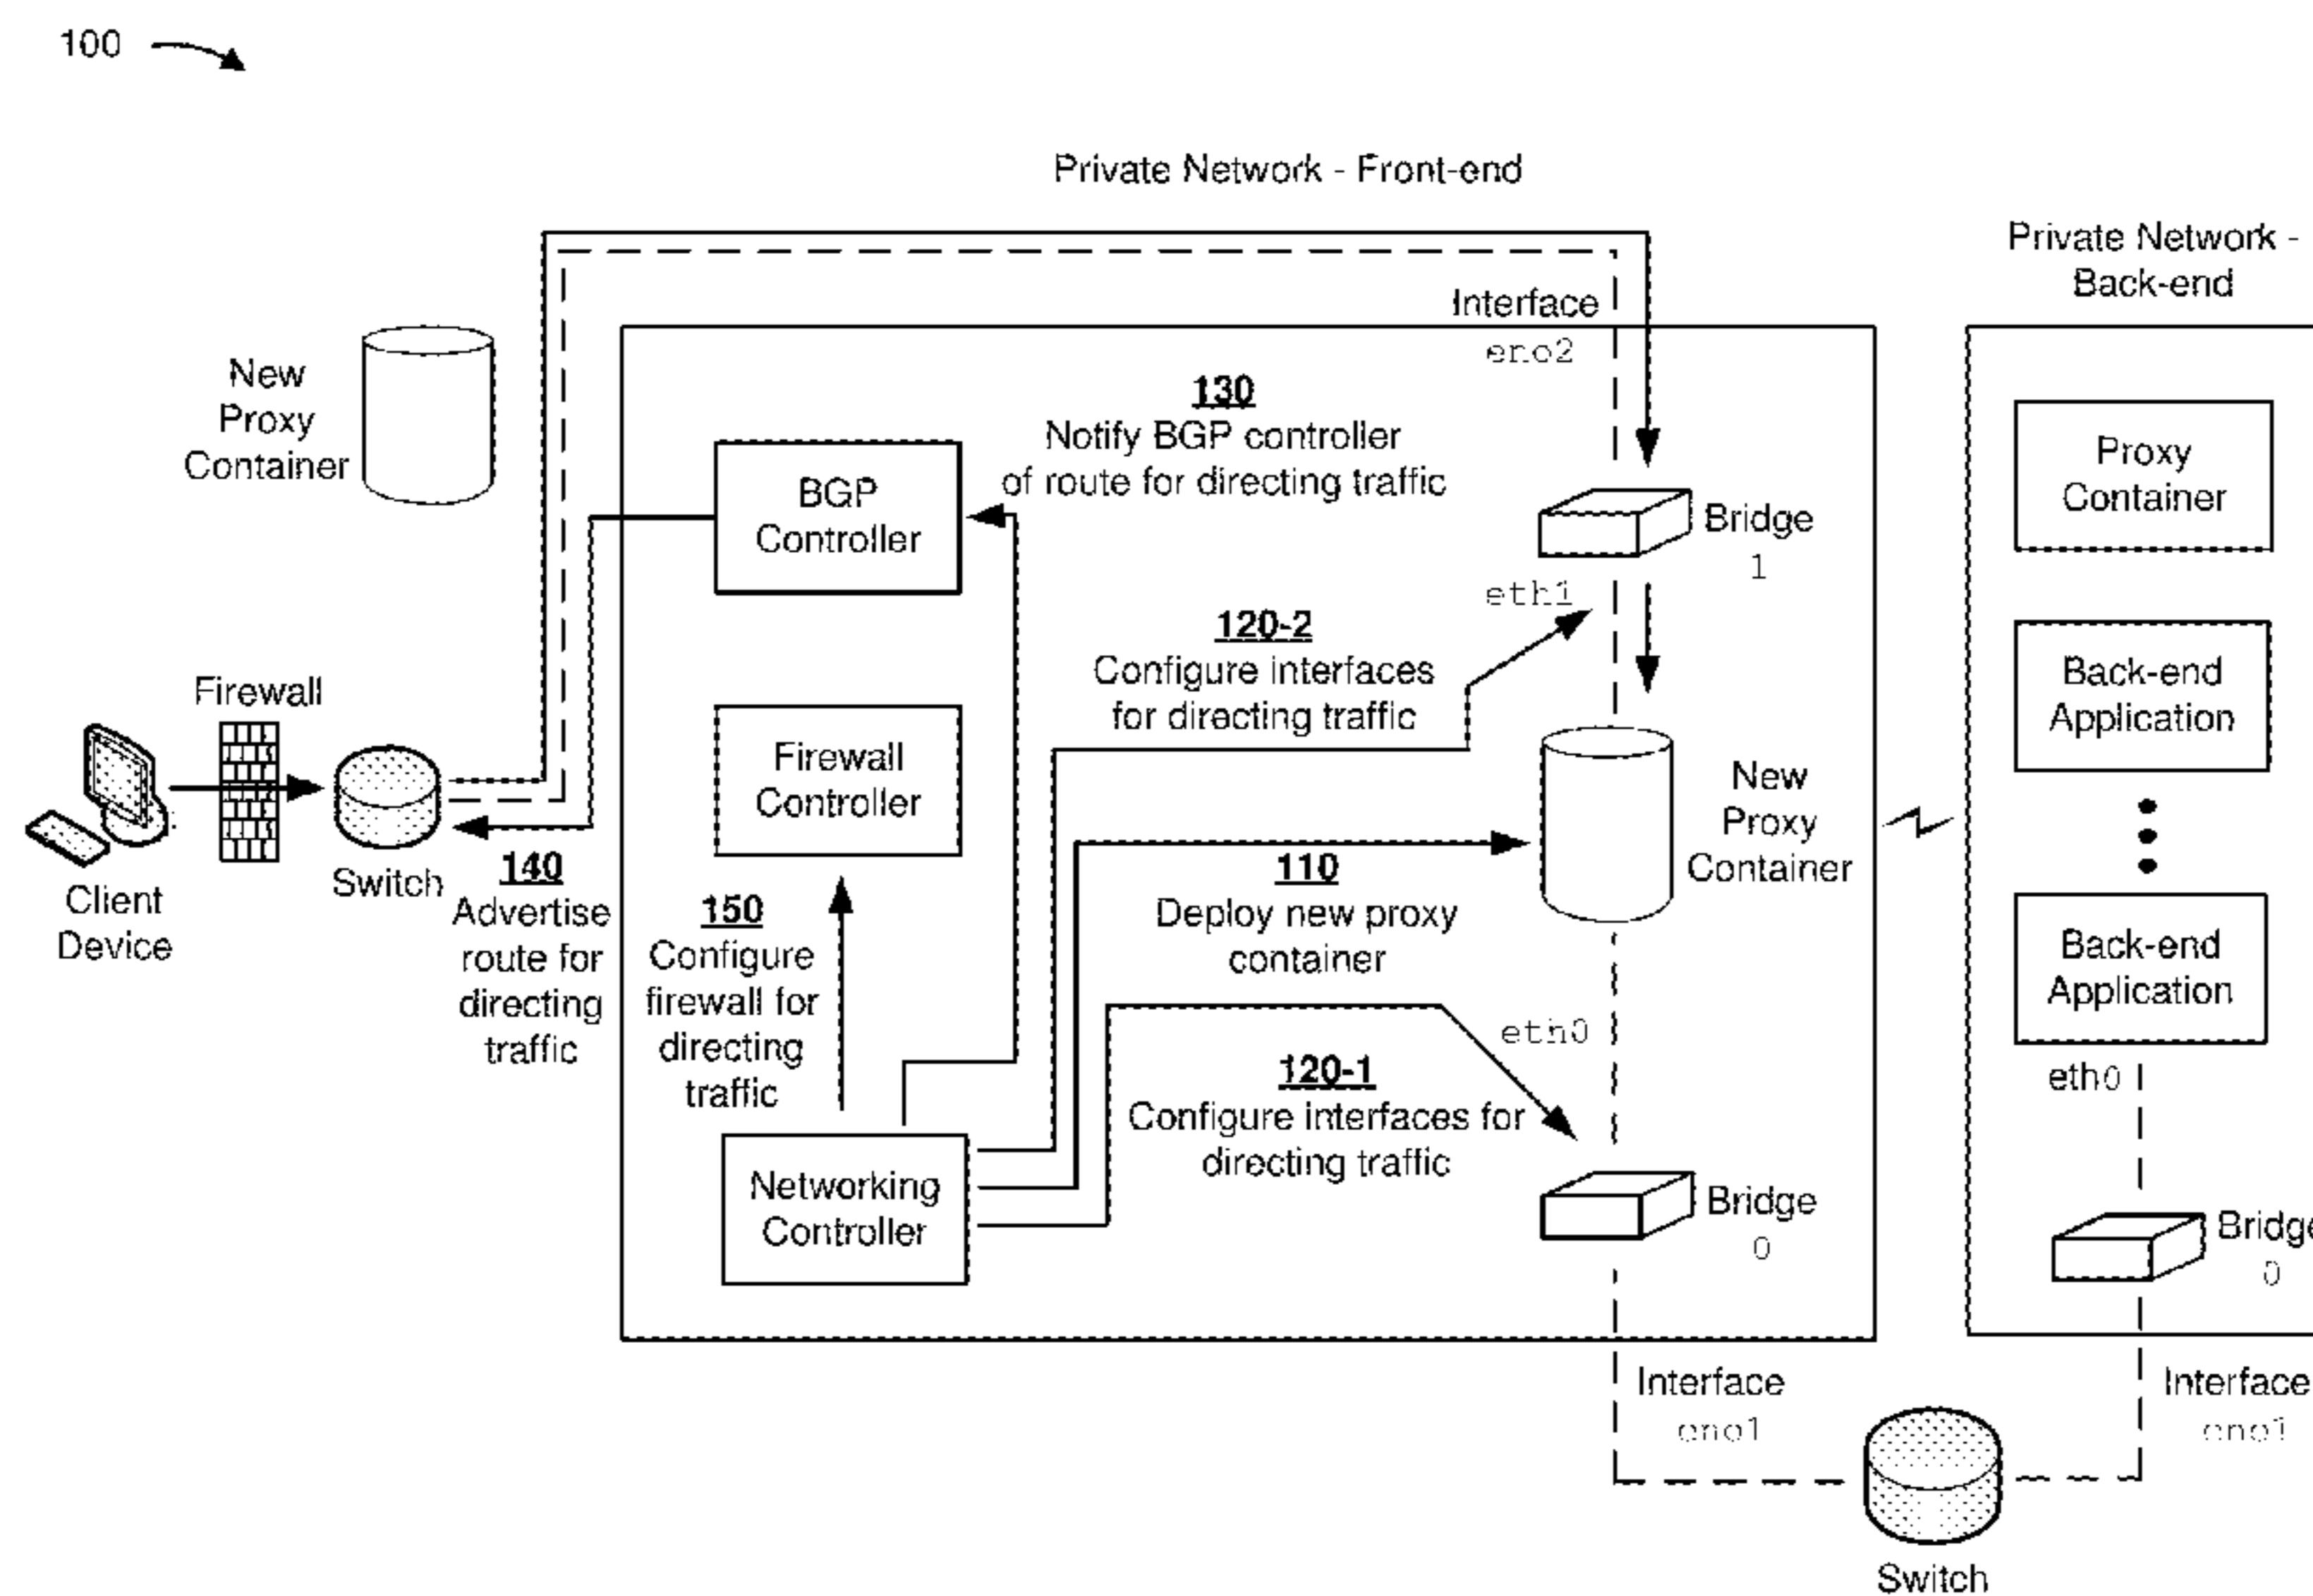 100
Private Network - Front-end
Private Network -
Back-end
Interface
eno2
New
Proxy
Container
130
Notify BGP controller
of route for directing traffic
BGP
Controller
Bridge
1
eth1
Proxy
Container
120-2
Configure interfaces
for directing traffic
Back-end
Application
Firewall
Firewall
Controller
New
Proxy
Container
Switch
Client
Device
140
Advertise
route for
directing
traffic
150
Configure
firewall for
directing
traffic
110
Deploy new proxy
container
Back-end
Application
eth0
eth0
120-1
Configure interfaces for
directing traffic
Networking
Controller
Bridge
0
Bridge
0
Interface
eno1
Interface
eno1
Switch